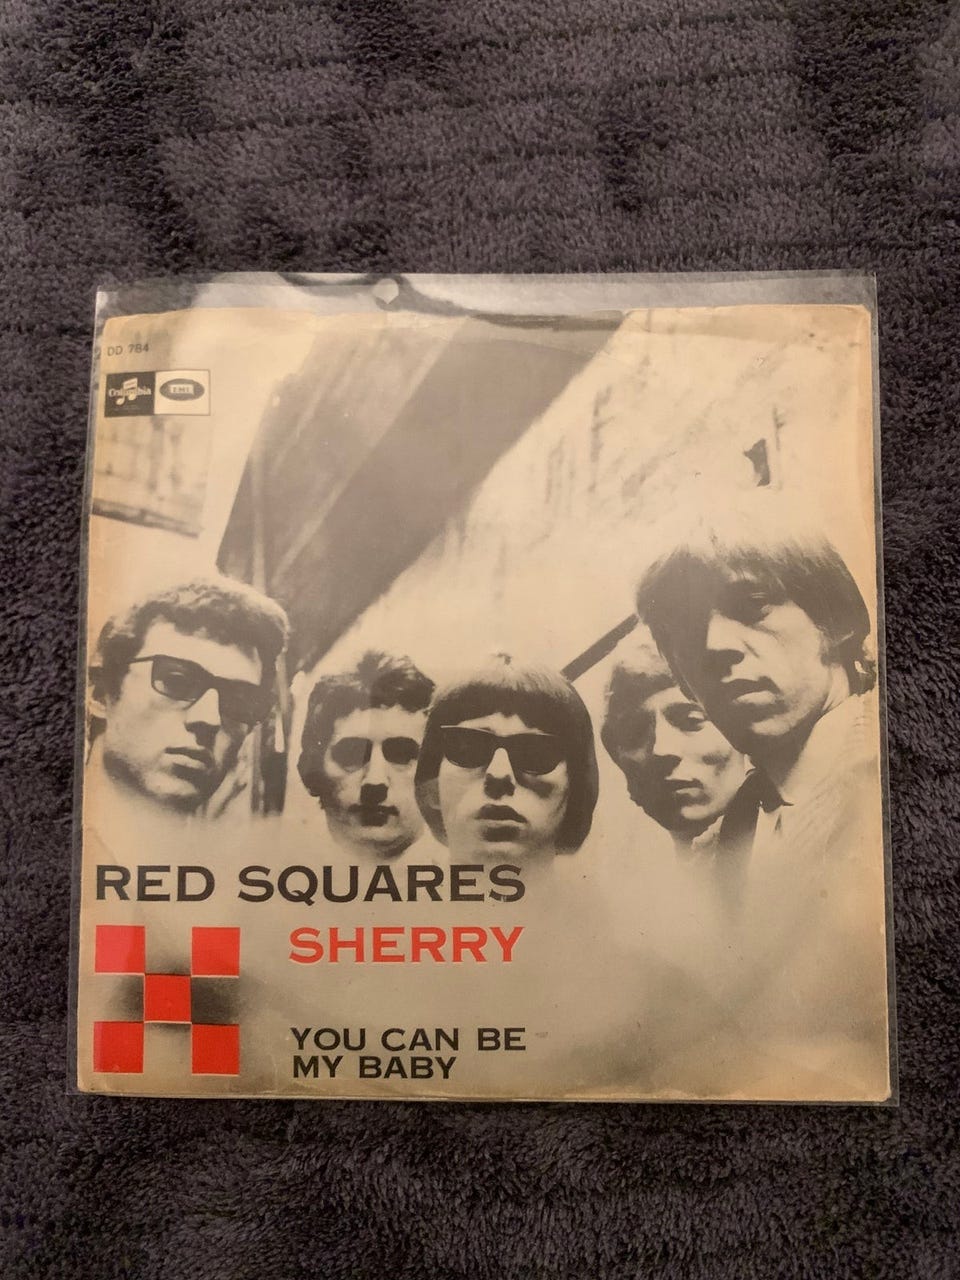 DD 784
Columbia
EMI
RED SQUARES
SHERRY
YOU CAN BE
MY BABY